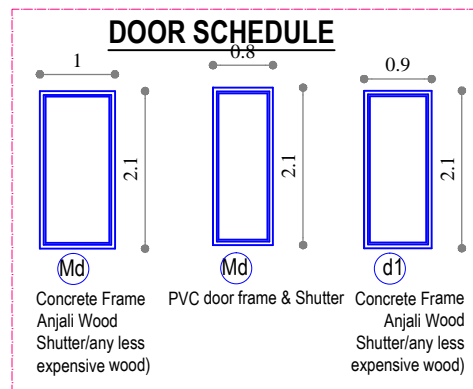 DOOR SCHEDULE
1
0.8
0.9
2.1
2.1
2.1
Md
Md
d1
Concrete Frame
Anjali Wood
Shutter/any less
expensive wood)
PVC door frame & Shutter
Concrete Frame
Anjali Wood
Shutter/any less
expensive wood)